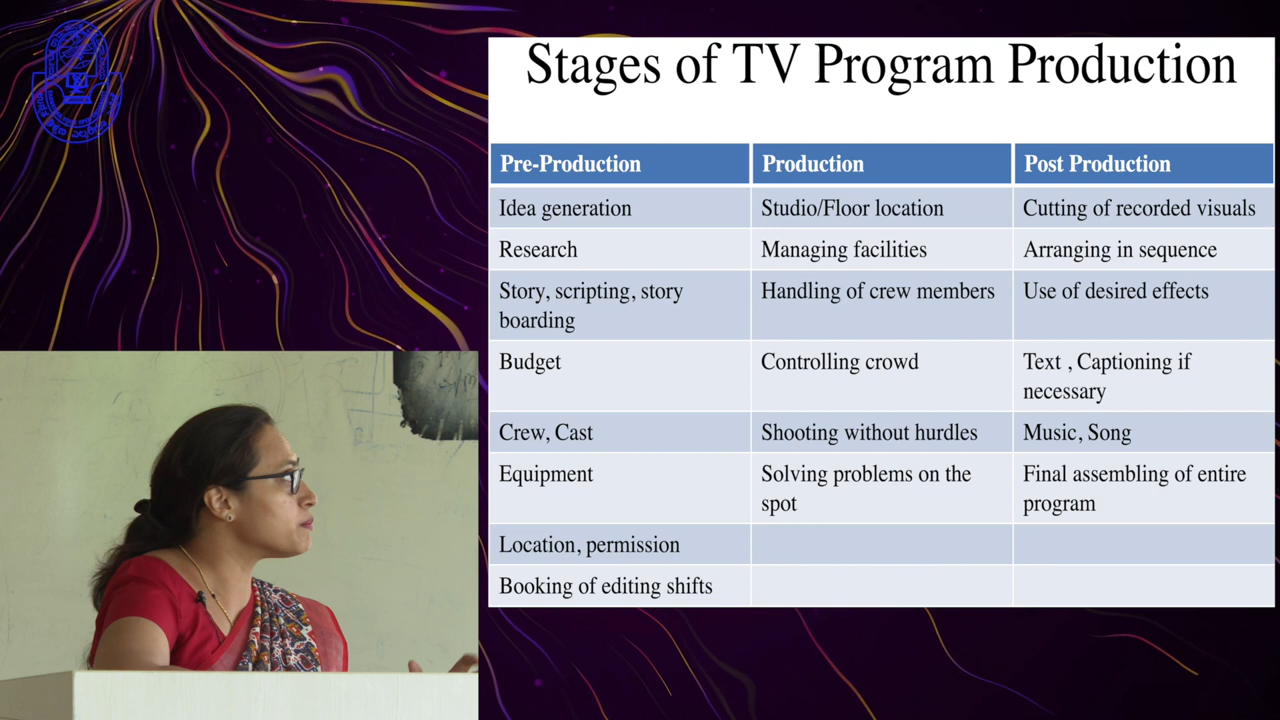 Stages of TV Program Production
Pre-Production
Production
Post Production
Idea generation
Studio/Floor location
Cutting of recorded visuals
Research
Managing facilities
Arranging in sequence
Story, scripting, story
boarding
Handling of crew members
Use of desired effects
Budget
Controlling crowd
Text , Captioning if
necessary
Crew, Cast
Shooting without hurdles
Music, Song
Equipment
Solving problems on the
spot
Final assembling of entire
program
Location, permission
Booking of editing shifts